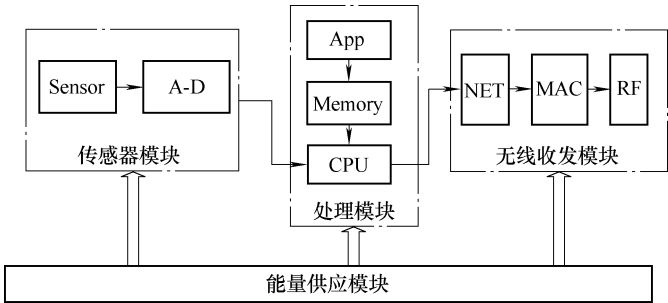 Sensor
A-D
传感器模块
App
Memory
CPU
处理模块
NET
MAC
RF
无线收发模块
能量供应模块